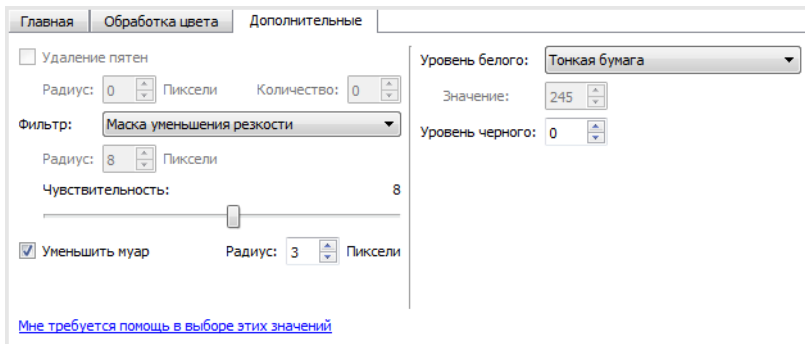 Главная Обработка цвета Дополнительные
Удаление пятен
Радиус: 0 Пиксели Количество: 0
Фильтр: Маска уменьшения резкости
Радиус: 8 Пиксели
Чувствительность: 8
Уменьшить муар Радиус: 3 Пиксели
Мне требуется помощь в выборе этих значений
Уровень белого: Тонкая бумага
Значение: 245
Уровень черного: 0